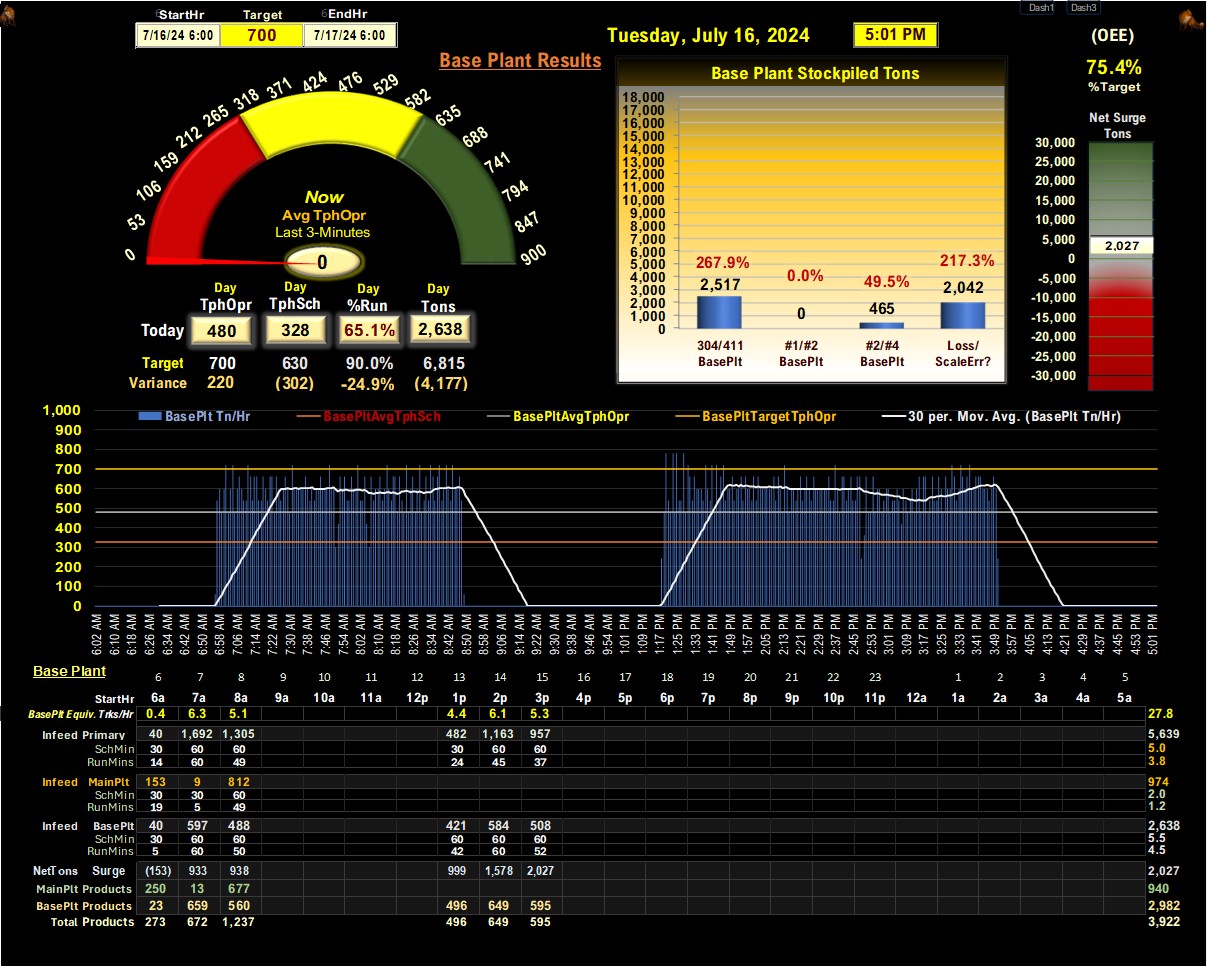 Dash1 Dash3
6StartHr Target 6EndHr
7/16/24 6:00 700 7/17/24 6:00
Tuesday, July 16, 2024 5:01 PM
(OEE)
75.4%
%Target
Base Plant Results
Base Plant Stockpiled Tons
Net Surge
Tons
0 53 106 159 212 265 318 371 424 476 529 582 635 688 741 794 847 900
Now
Avg TphOpr
Last 3-Minutes
0
Day Day Day Day
TphOpr TphSch %Run Tons
Today 480 328 65.1% 2,638
Target 700 630 90.0% 6,815
Variance 220 (302) -24.9% (4,177)
18,000
17,000
16,000
15,000
14,000
13,000
12,000
11,000
10,000
9,000
8,000
7,000
6,000
5,000
4,000
3,000
2,000
1,000
0
267.9% 0.0% 49.5% 217.3%
2,517 0 465 2,042
304/411 #1/#2 #2/#4 Loss/
BasePlt BasePlt BasePlt ScaleErr?
30,000
25,000
20,000
15,000
10,000
5,000
0
-5,000
-10,000
-15,000
-20,000
-25,000
-30,000
2,027
BasePlt Tn/Hr BasePltAvgTphSch BasePltAvgTphOpr BasePltTargetTphOpr 30 per. Mov. Avg. (BasePlt Tn/Hr)
1,000
900
800
700
600
500
400
300
200
100
0
6:02 AM 6:10 AM 6:18 AM 6:26 AM 6:34 AM 6:42 AM 6:50 AM 6:58 AM 7:06 AM 7:14 AM 7:22 AM 7:30 AM 7:38 AM 7:46 AM 7:54 AM 8:02 AM 8:10 AM 8:18 AM 8:26 AM 8:34 AM 8:42 AM 8:50 AM 8:58 AM 9:06 AM 9:14 AM 9:22 AM 9:30 AM 9:38 AM 9:46 AM 9:54 AM 1:01 PM 1:09 PM 1:17 PM 1:25 PM 1:33 PM 1:41 PM 1:49 PM 1:57 PM 2:05 PM 2:13 PM 2:21 PM 2:29 PM 2:37 PM 2:45 PM 2:53 PM 3:01 PM 3:09 PM 3:17 PM 3:25 PM 3:33 PM 3:41 PM 3:49 PM 3:57 PM 4:05 PM 4:13 PM 4:21 PM 4:29 PM 4:37 PM 4:45 PM 4:53 PM 5:01 PM
Base Plant
6 7 8 9 10 11 12 13 14 15 16 17 18 19 20 21 22 23 1 2 3 4 5
StartHr 6a 7a 8a 9a 10a 11a 12p 1p 2p 3p 4p 5p 6p 7p 8p 9p 10p 11p 1a 2a 3a 4a 5a
BasePlt Equiv. Trks/Hr 0.4 6.3 5.1 4.4 6.1 5.3 27.8
Infeed Primary 40 1,692 1,305 482 1,163 957 5,639
SchMin 30 60 60 30 60 60 5.0
RunMins 14 60 49 24 45 37 3.8
Infeed MainPlt 153 9 812 974
SchMin 30 30 60 2.0
RunMins 19 5 49 1.2
Infeed BasePlt 40 597 488 421 584 508 2,638
SchMin 30 60 60 60 60 60 5.5
RunMins 5 60 50 42 60 52 4.5
NetTons Surge (153) 933 938 999 1,578 2,027 2,027
MainPlt Products 250 13 677 940
BasePlt Products 23 659 560 496 649 595 2,982
Total Products 273 672 1,237 496 649 595 3,922